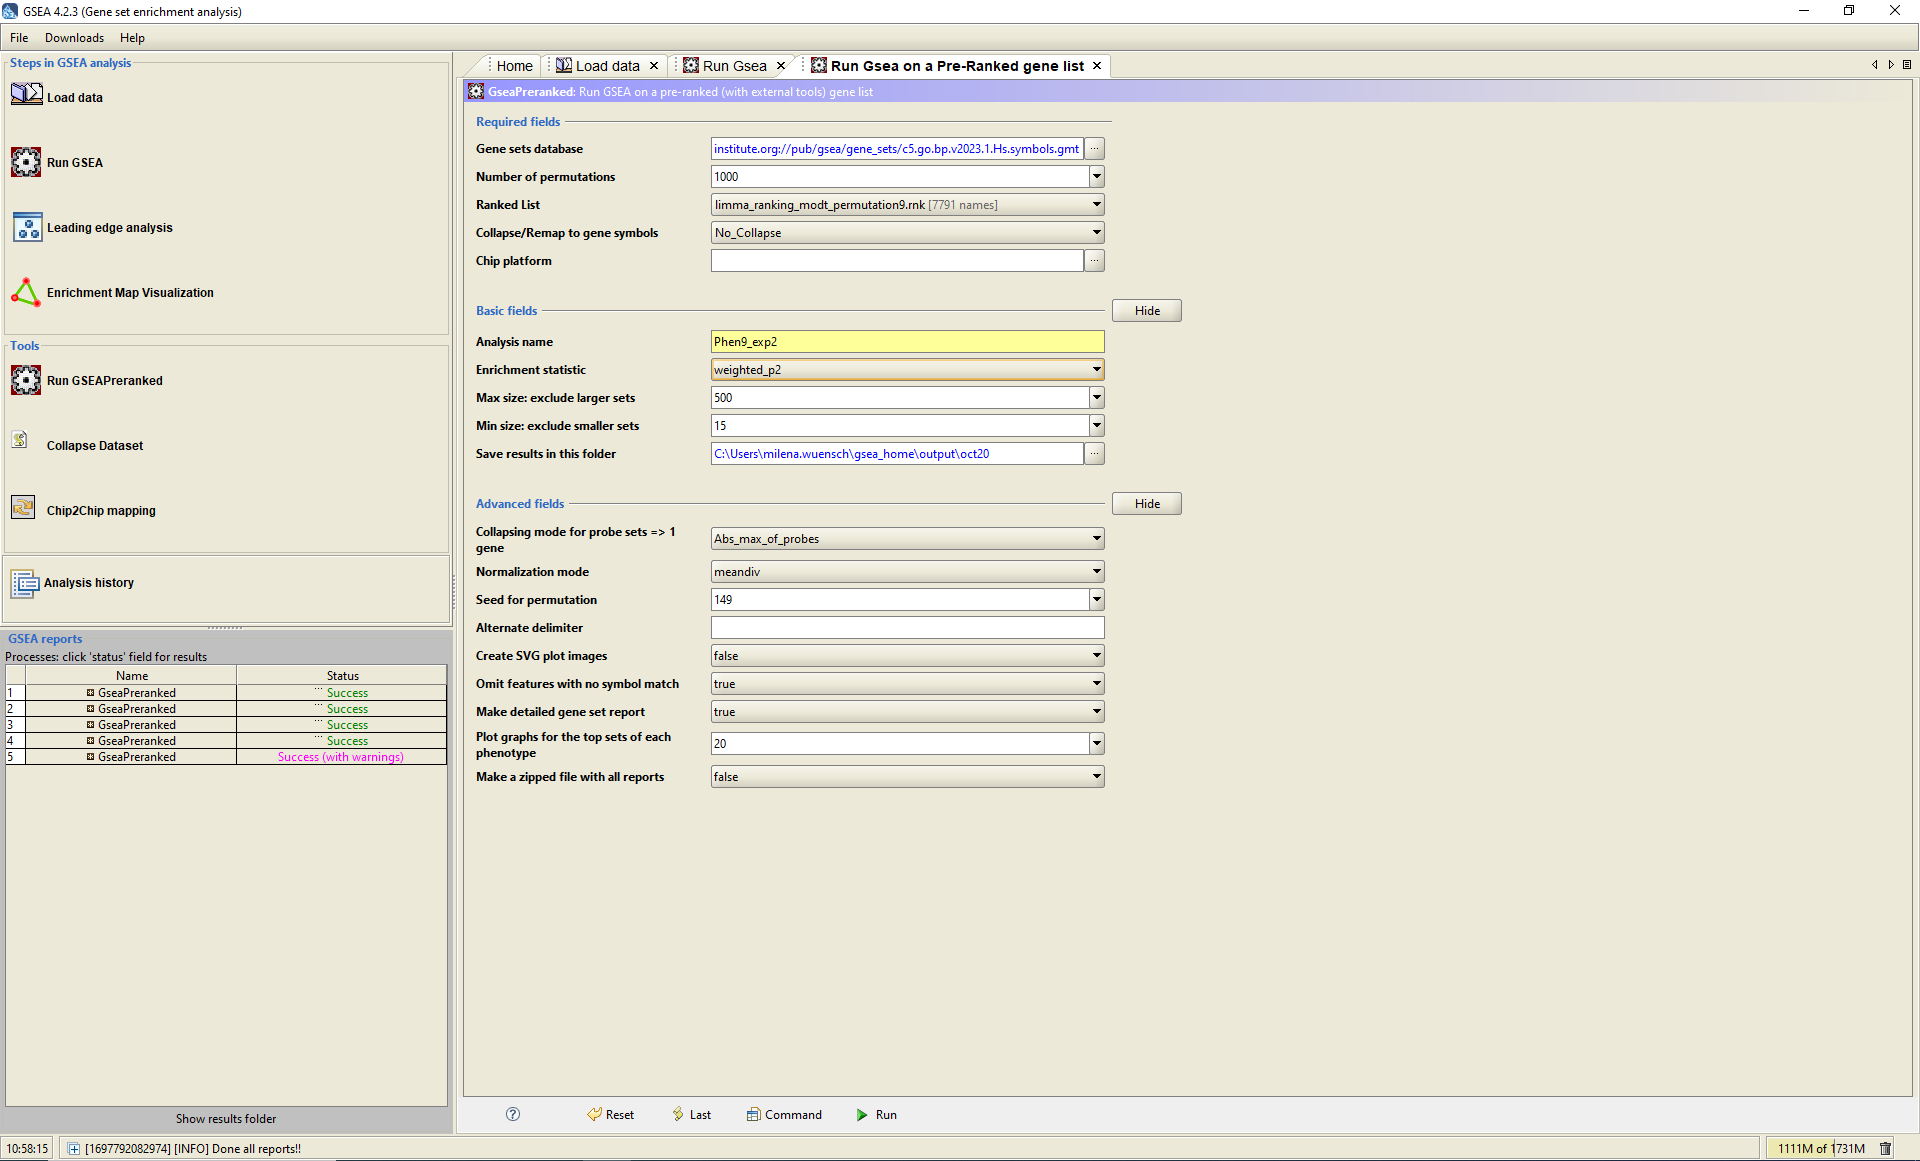 GSEA 4.2.3 (Gene set enrichment analysis)
File Downloads Help
Steps in GSEA analysis
Load data
Run GSEA
Leading edge analysis
Enrichment Map Visualization
Tools
Run GSEAPreranked
Collapse Dataset
Chip2Chip mapping
Analysis history
GSEA reports
Processes: click 'status' field for results
Name Status
1 GseaPreranked ... Success
2 GseaPreranked ... Success
3 GseaPreranked ... Success
4 GseaPreranked ... Success
5 GseaPreranked Success (with warnings)
Show results folder
Home Load data Run Gsea Run Gsea on a Pre-Ranked gene list
GseaPreranked: Run GSEA on a pre-ranked (with external tools) gene list
Required fields
Gene sets database institute.org://pub/gsea/gene_sets/c5.go.bp.v2023.1.Hs.symbols.gmt ...
Number of permutations 1000
Ranked List limma_ranking_modt_permutation9.rnk [7791 names]
Collapse/Remap to gene symbols No_Collapse
Chip platform ...
Basic fields Hide
Analysis name Phen9_exp2
Enrichment statistic weighted_p2
Max size: exclude larger sets 500
Min size: exclude smaller sets 15
Save results in this folder C:\Users\milena.wuensch\gsea_home\output\oct20 ...
Advanced fields Hide
Collapsing mode for probe sets => 1
gene Abs_max_of_probes
Normalization mode meandiv
Seed for permutation 149
Alternate delimiter
Create SVG plot images false
Omit features with no symbol match true
Make detailed gene set report true
Plot graphs for the top sets of each
phenotype 20
Make a zipped file with all reports false
? Reset Last Command Run
10:58:15 [1697792082974] [INFO] Done all reports!! 1111M of 1731M